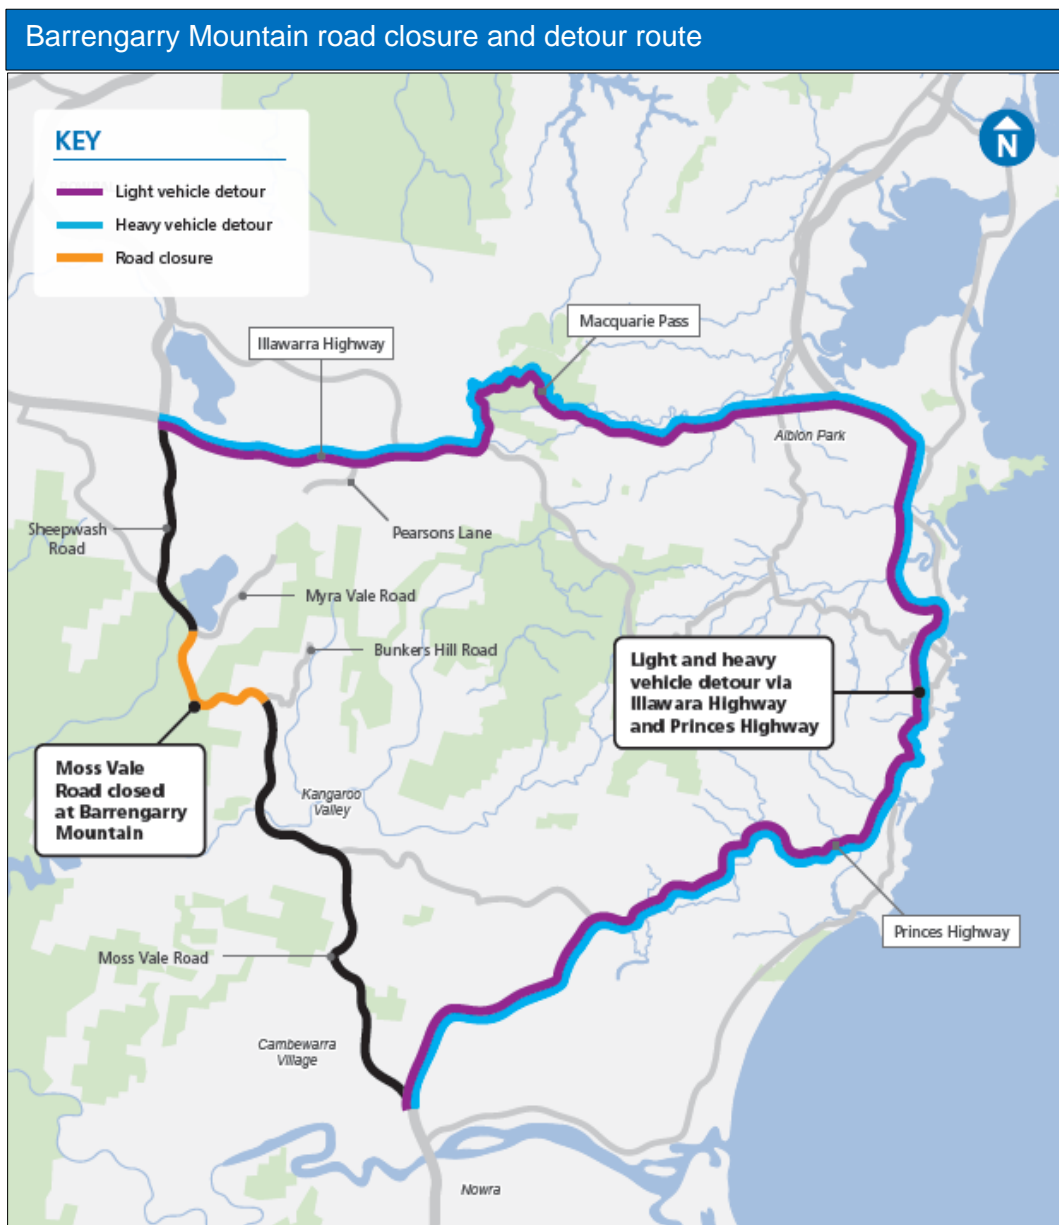 Barrengarry Mountain road closure and detour route
KEY
Light vehicle detour
Heavy vehicle detour
Road closure
N
Macquarie Pass
Illawarra Highway
Albion Park
Sheepwash
Road
Pearsons Lane
Myra Vale Road
Bunkers Hill Road
Light and heavy
vehicle detour via
Illawara Highway
and Princes Highway
Moss Vale
Road closed
at Barrengarry
Mountain
Kangaroo
Valley
Princes Highway
Moss Vale Road
Cambewarra
Village
Nowra